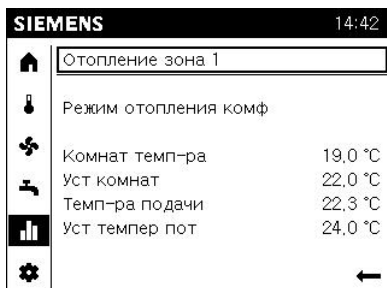 SIEMENS 14:42
Отопление зона 1
Режим отопления комф
Комнат темп-ра 19,0 °C
Уст комнат 22,0 °C
Темп-ра подачи 22,3 °C
Уст темпер пот 24,0 °C